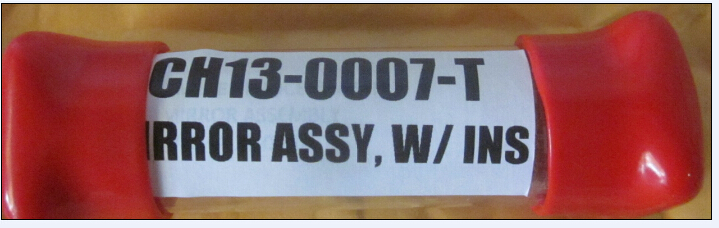 CH13-0007-T
IRROR ASSY, W/ INS